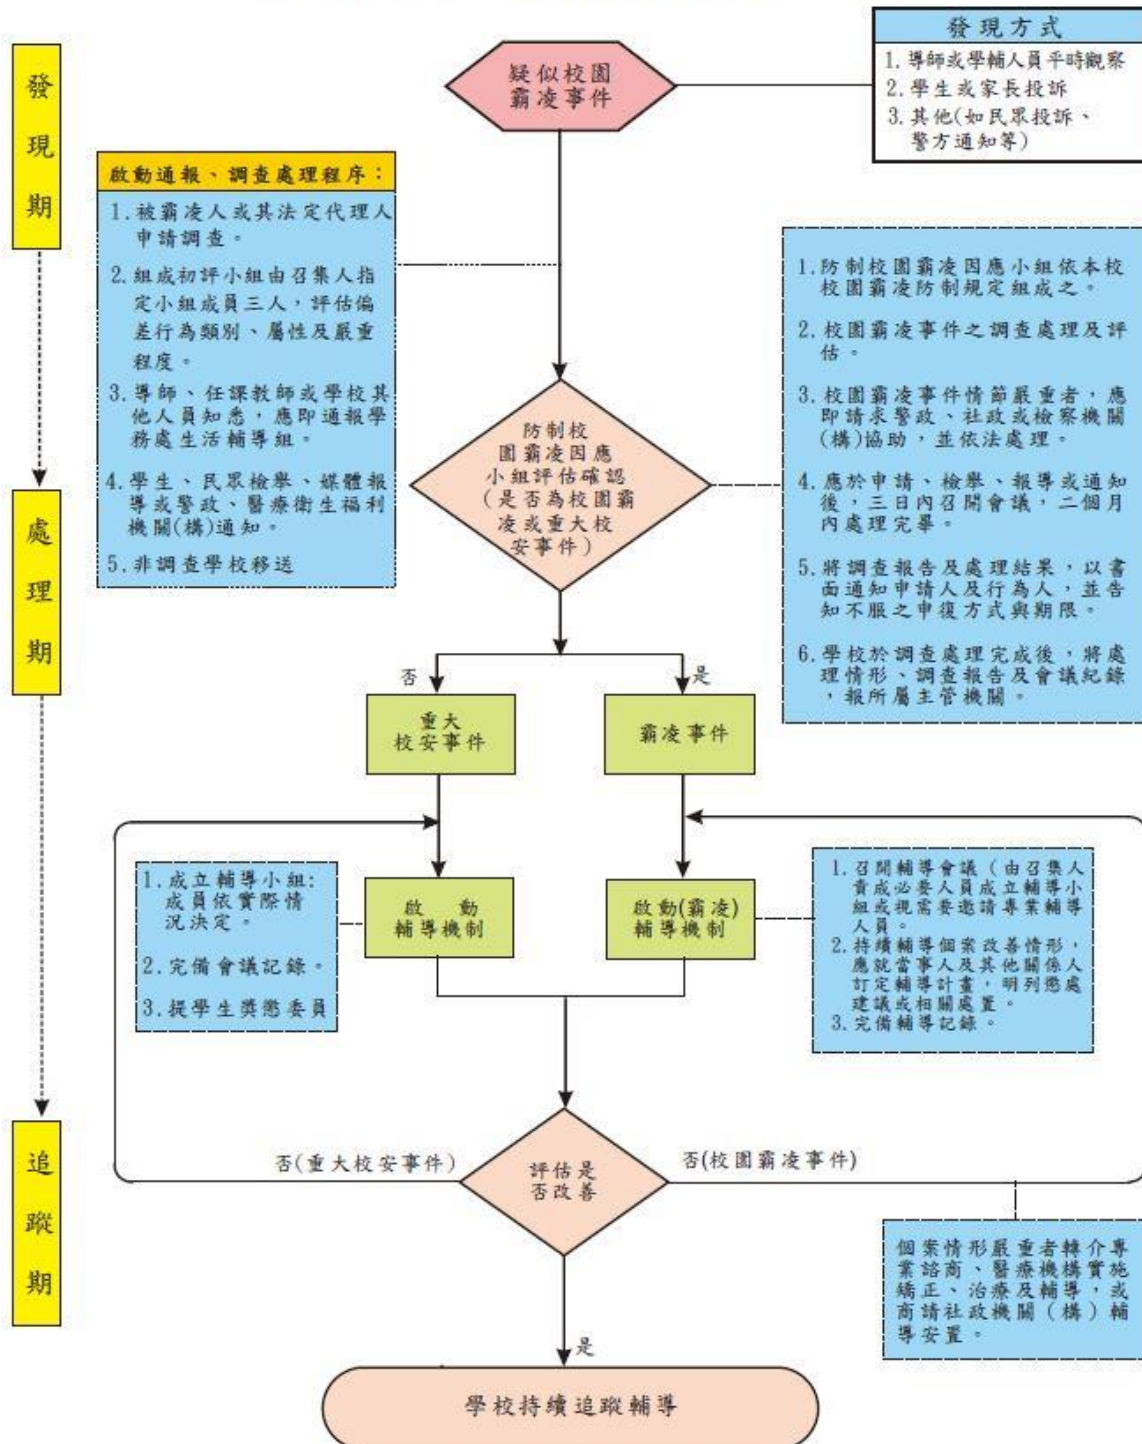 發現期
疑似校園
霸凌事件
發現方式
1.導師或學輔人員平時觀察
2.學生或家長投訴
3.其他(如民眾投訴、
警方通知等)
啟動通報、調查處理程序：
1.被霸凌人或其法定代理人
申請調查。
2.組成初評小組由召集人指
定小組成員三人，評估偏
差行為類別、屬性及嚴重
程度。
3.導師、任課教師或學校其
他人員知悉，應即通報學
務處生活輔導組。
4.學生、民眾檢舉、媒體報
導或警政、醫療衛生福利
機關(構)通知。
5.非調查學校移送
1.防制校園霸凌因應小組依本校
校園霸凌防制規定組成之。
2.校園霸凌事件之調查處理及評
估。
3.校園霸凌事件情節嚴重者，應
即請求警政、社政或檢察機關
(構)協助，並依法處理。
4.應於申請、檢舉、報導或通知
後，三日內召開會議，二個月
內處理完畢。
5.將調查報告及處理結果，以書
面通知申請人及行為人，並告
知不服之申復方式與期限。
6.學校於調查處理完成後，將處
理情形、調查報告及會議紀錄
，報所屬主管機關。
處理期
防制校
園霸凌因應
小組評估確認
(是否為校園霸
凌或重大校
安事件)
否
是
重大
校安事件
霸凌事件
1.成立輔導小組:
成員依實際情
況決定。
2.完備會議記錄。
3.提學生獎懲委員
啟動
輔導機制
啟動(霸凌)
輔導機制
1.召開輔導會議（由召集人
責成必要人員成立輔導小
組或視需要邀請專業輔導
人員。
2.持續輔導個案改善情形，
應就當事人及其他關係人
訂定輔導計畫，明列懲處
建議或相關處置。
3.完備輔導記錄。
追蹤期
否(重大校安事件)
評估是
否改善
否(校園霸凌事件)
個案情形嚴重者轉介專
業諮商、醫療機構實施
矯正、治療及輔導，或
商請社政機關（構）輔
導安置。
是
學校持續追蹤輔導